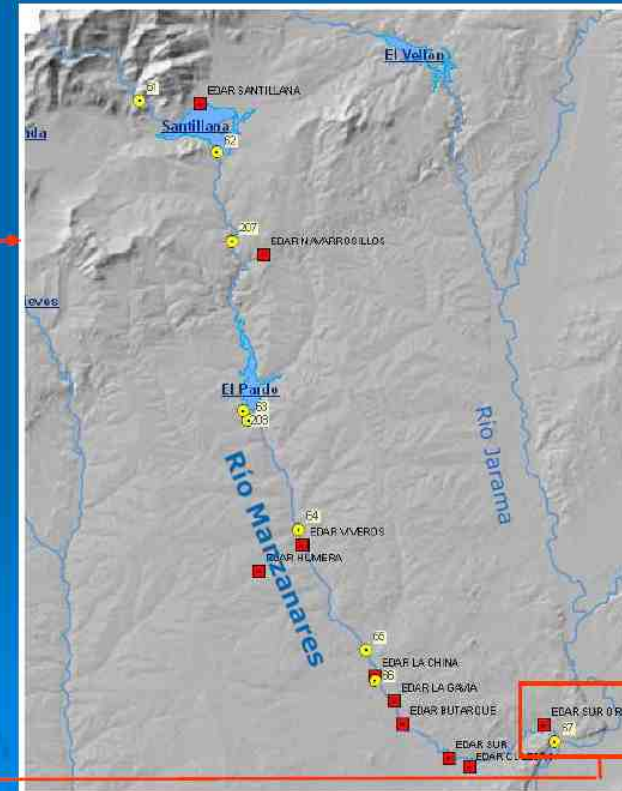 El Vellón
61
EDAR SANTILLANA
Santillana
62
207
EDAR NAVARROSILLOS
El Pardo
63
208
Río Jarama
Río Manzanares
64
EDAR VIVEROS
EDAR HUMERA
65
EDAR LA CHINA
66
EDAR LA GAVIA
EDAR BUTARQUE
EDAR SUR OR
67
EDAR SUR